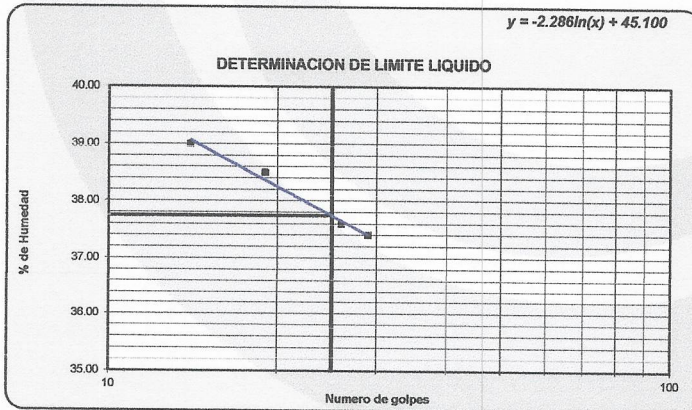 y = -2.286ln(x) + 45.100
DETERMINACION DE LIMITE LIQUIDO
40.00
39.00
38.00
37.00
36.00
35.00
% de Humedad
10
100
Numero de golpes